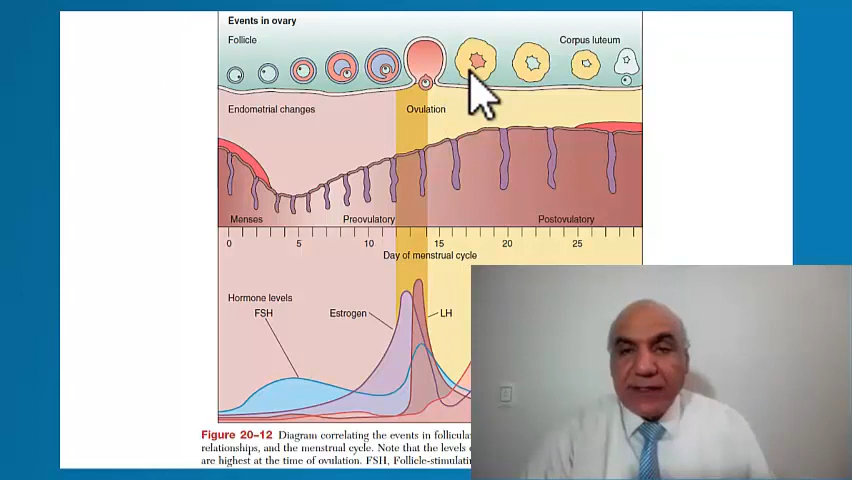 Events in ovary
Follicle
Corpus luteum
Endometrial changes
Ovulation
Menses
Preovulatory
Postovulatory
0 5 10 15 20 25
Day of menstrual cycle
Hormone levels
FSH
Estrogen
LH
Figure 20–12 Diagram correlating the events in follicula
relationships, and the menstrual cycle. Note that the levels
are highest at the time of ovulation. FSH, Follicle-stimulati